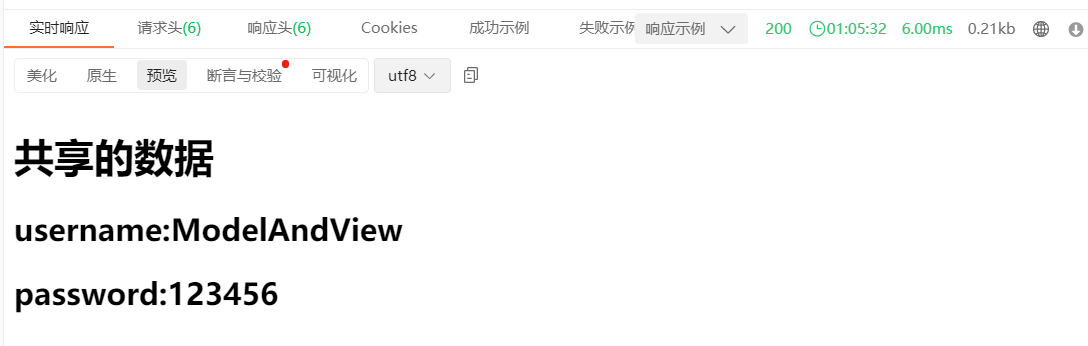 实时响应 请求头(6) 响应头(6) Cookies 成功示例 失败示例 响应示例 200 01:05:32 6.00ms 0.21kb
美化 原生 预览 断言与校验 可视化 utf8
共享的数据
username:ModelAndView
password:123456